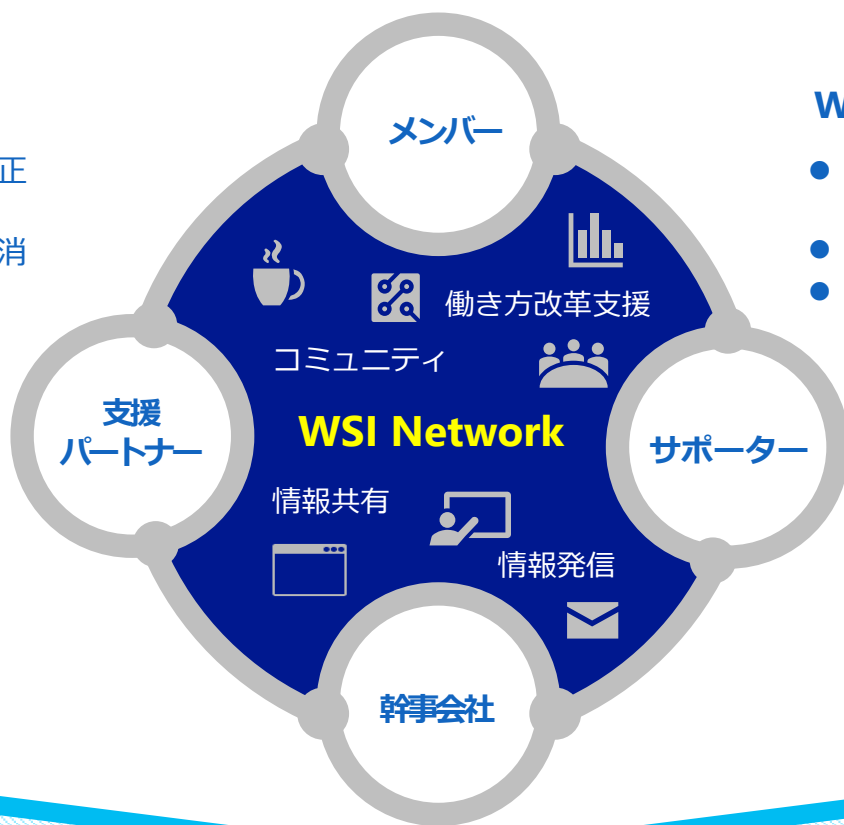 メンバー
正
消
W
働き方改革支援
コミュニティ
支援
パートナー
WSI Network
サポーター
情報共有
情報発信
幹事会社